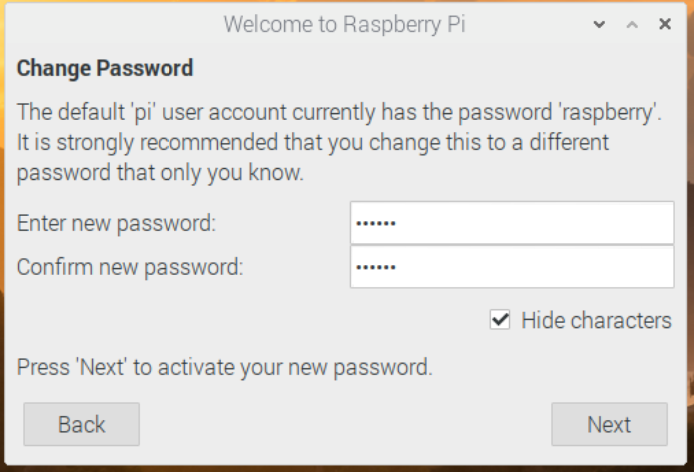 Welcome to Raspberry Pi
Change Password
The default 'pi' user account currently has the password 'raspberry'.
It is strongly recommended that you change this to a different
password that only you know.
Enter new password: ••••••
Confirm new password: ••••••
Hide characters
Press 'Next' to activate your new password.
Back Next